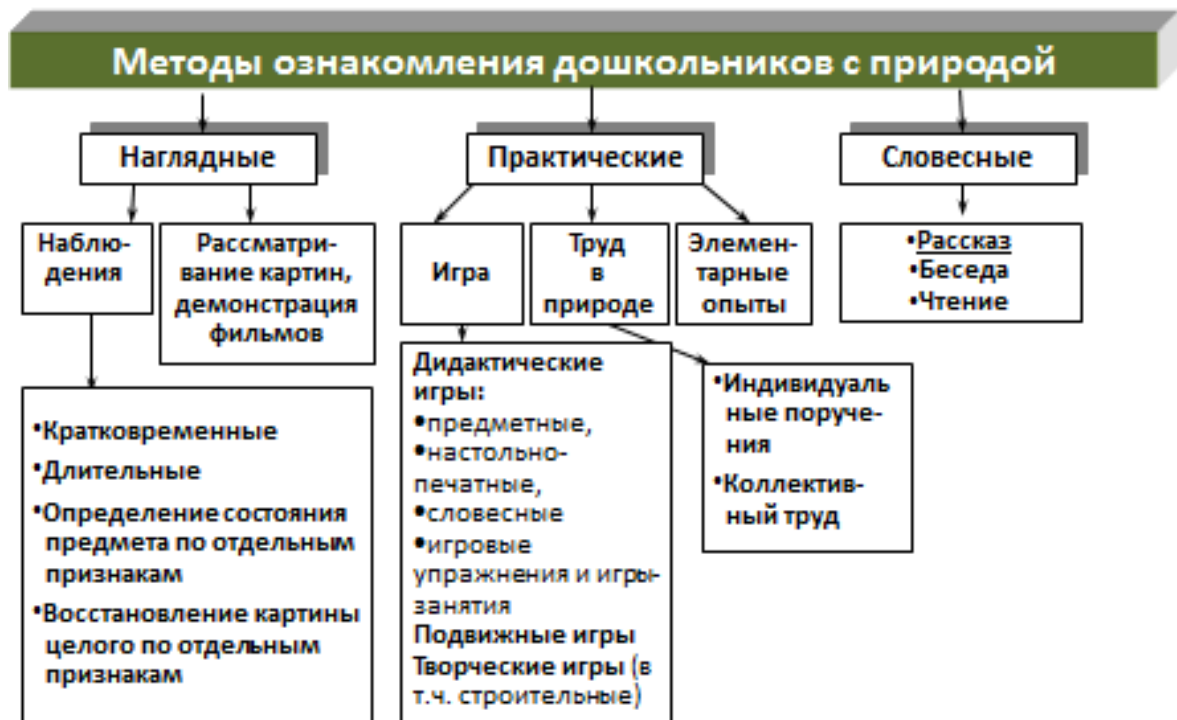 Методы ознакомления дошкольников с природой
Наглядные
Практические
Словесные
Наблю-
дения
Рассматри-
вание картин,
демонстрация
фильмов
Игра
Труд
в
природе
Элемен-
тарные
опыты
•Рассказ
•Беседа
•Чтение
•Кратковременные
•Длительные
•Определение состояния
предмета по отдельным
признакам
•Восстановление картины
целого по отдельным
признакам
Дидактические
игры:
•предметные,
•настольно-
печатные,
•словесные
•игровые
упражнения и игры-
занятия
Подвижные игры
Творческие игры (в
т.ч. строительные)
•Индивидуаль
ные поруче-
ния
•Коллектив-
ный труд